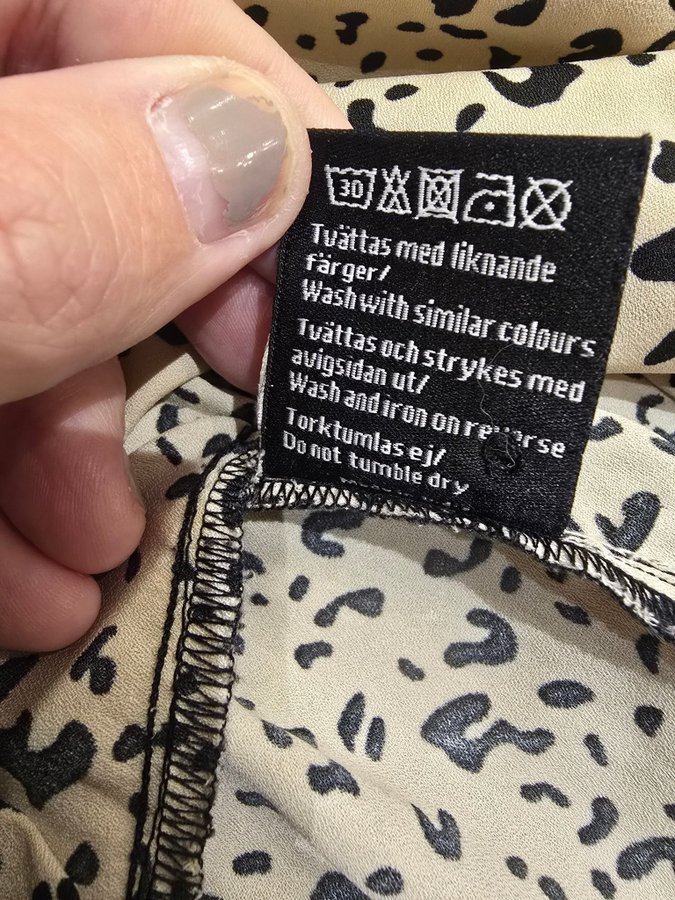 30
Tvättas med liknande
färger/
Wash with similar colours
Tvättas och strykes med
avigsidan ut/
Wash and iron on reverse
Torktumlas ej/
Do not tumble dry